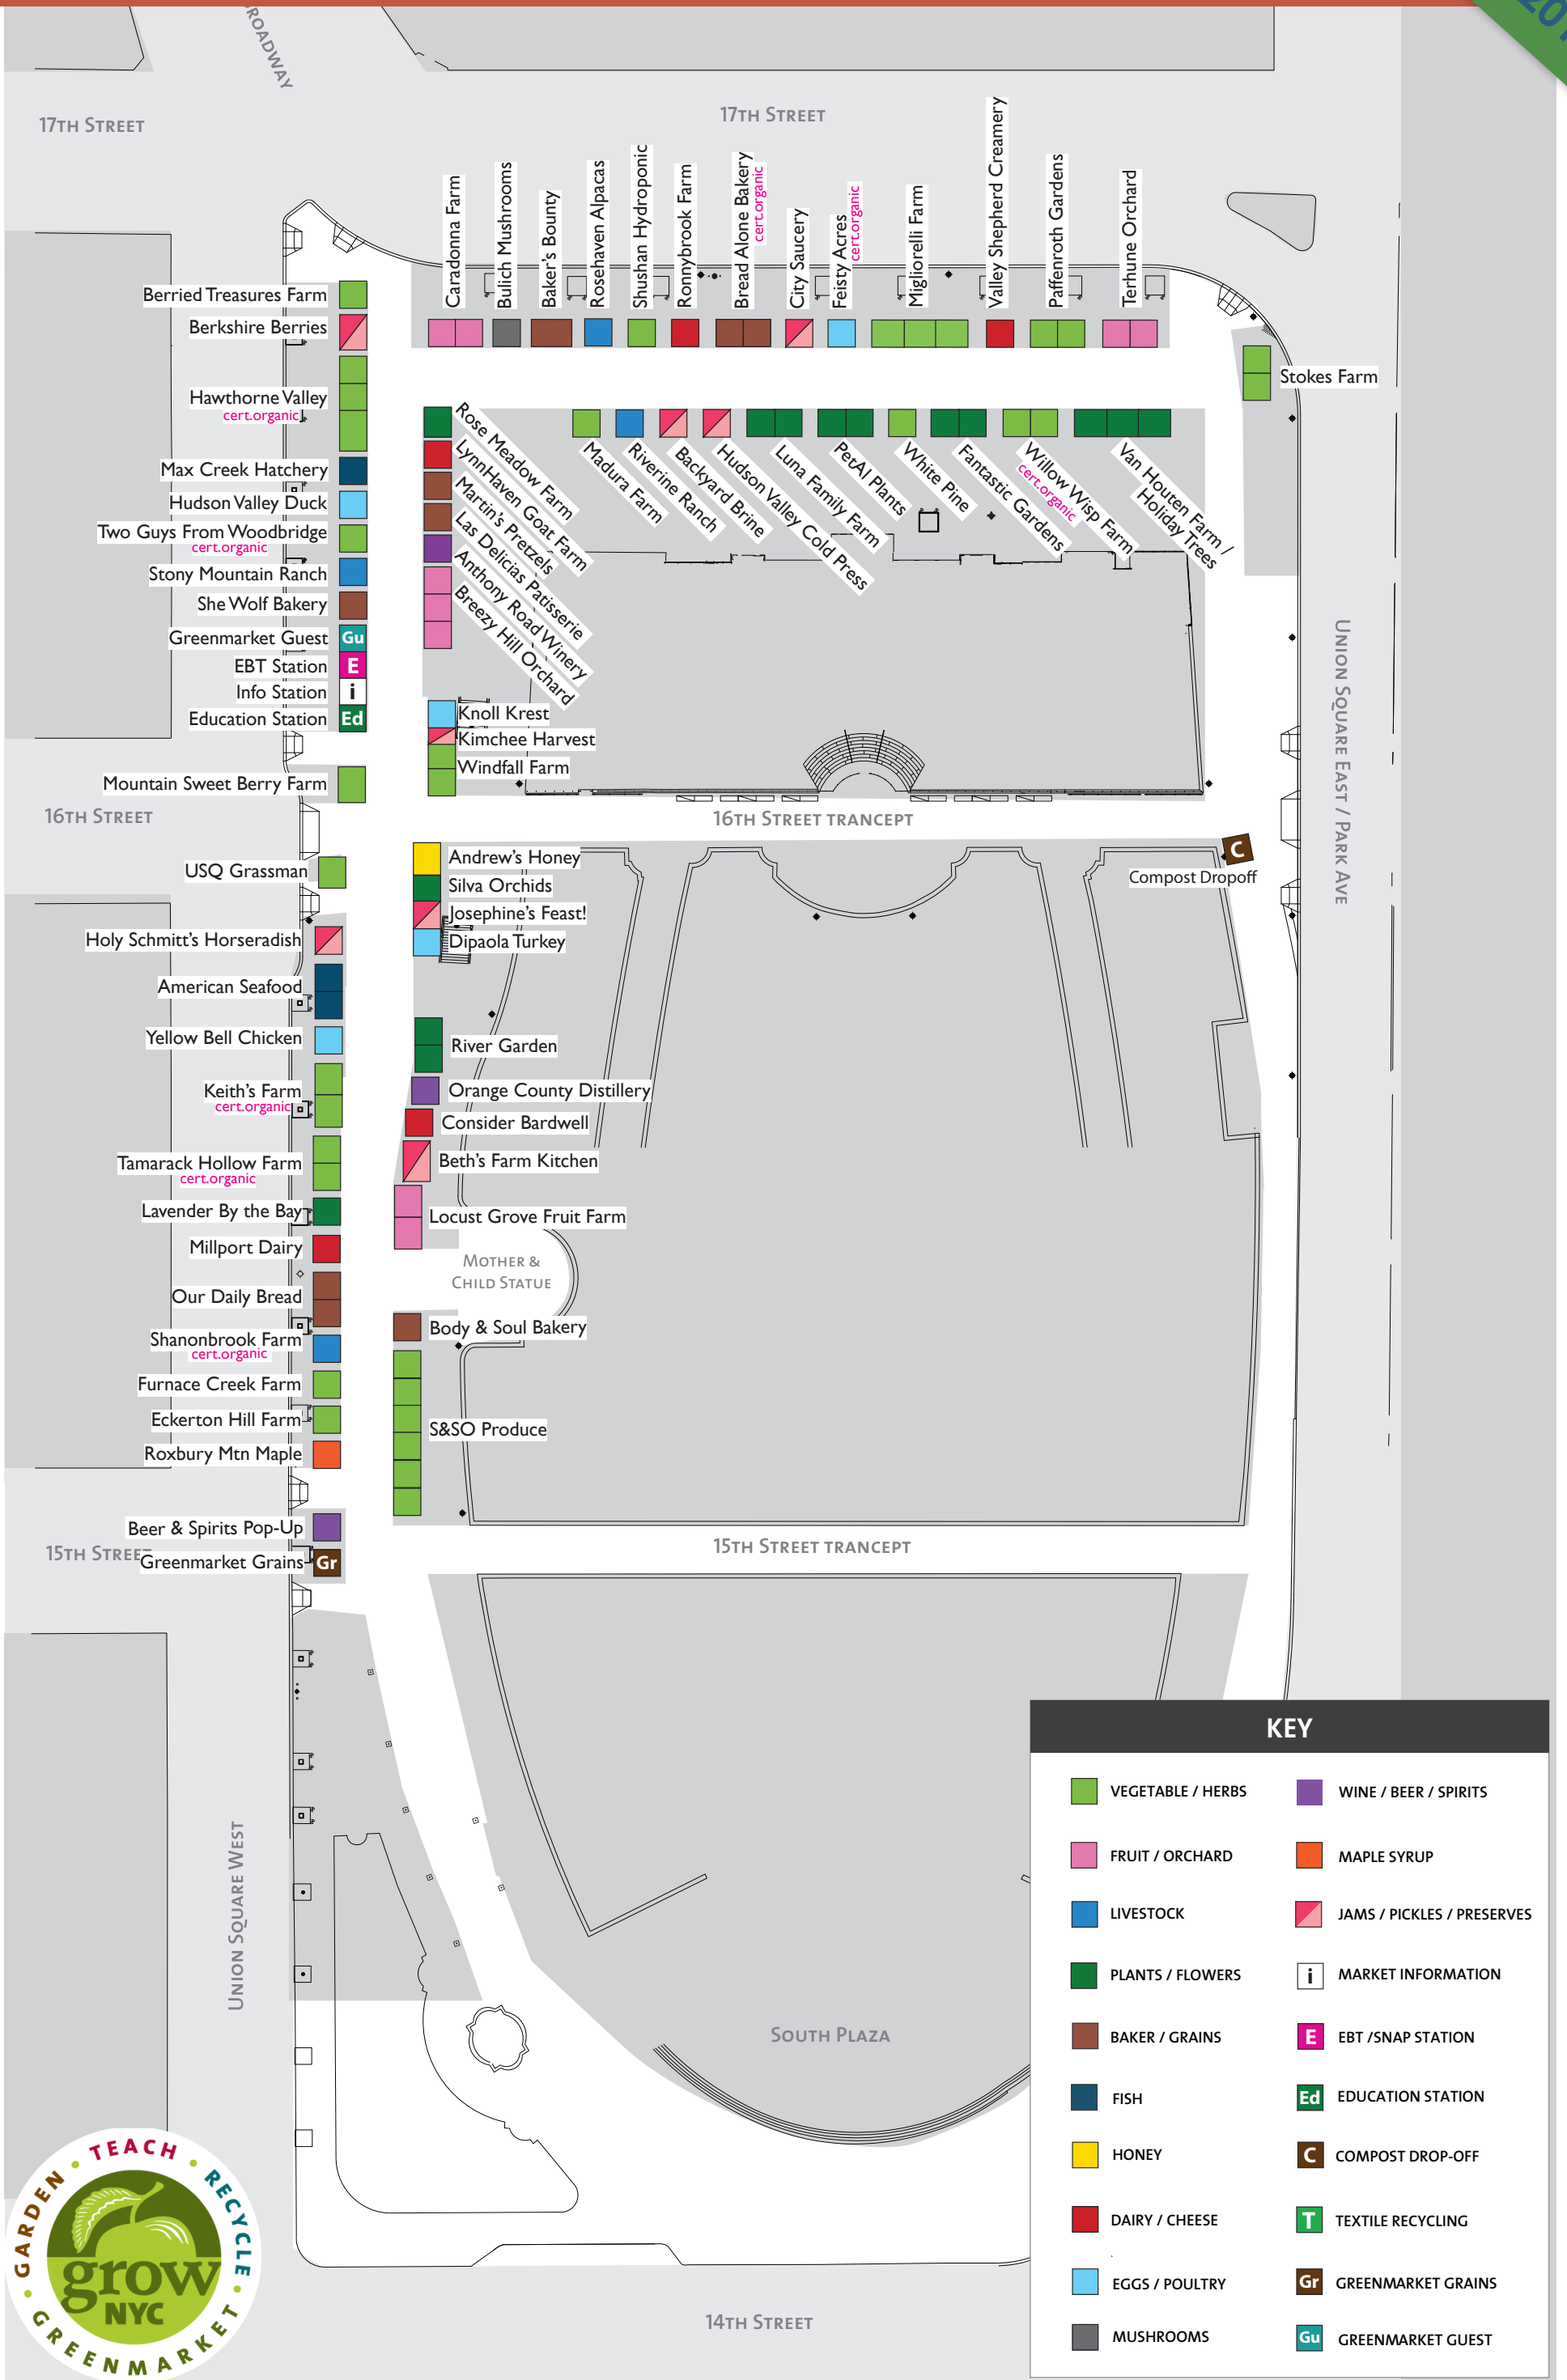 201
BROADWAY
17TH STREET
17TH STREET
Caradonna Farm
Bulich Mushrooms
Baker's Bounty
Rosehaven Alpacas
Shushan Hydroponic
Ronnybrook Farm
Bread Alone Bakery
cert.organic
City Saucery
Feisty Acres
cert.organic
Migliorelli Farm
Valley Shepherd Creamery
Paffenroth Gardens
Terhune Orchard
Stokes Farm
Berried Treasures Farm
Berkshire Berries
Hawthorne Valley
cert.organic
Max Creek Hatchery
Hudson Valley Duck
Two Guys From Woodbridge
cert.organic
Stony Mountain Ranch
She Wolf Bakery
Greenmarket Guest Gu
EBT Station E
Info Station i
Education Station Ed
Mountain Sweet Berry Farm
Rose Meadow Farm
LynnHaven Goat Farm
Martin's Pretzels
Las Delicias Patisserie
Anthony Road Winery
Breezy Hill Orchard
Madura Farm
Riverine Ranch
Backyard Brine
Hudson Valley Cold Press
Luna Family Farm
PetAl Plants
White Pine
Fantastic Gardens
Willow Wisp Farm
cert.organic
Van Houten Farm /
Holiday Trees
Knoll Krest
Kimchee Harvest
Windfall Farm
16TH STREET
16TH STREET TRANCEPT
UNION SQUARE EAST / PARK AVE
C
Compost Dropoff
USQ Grassman
Holy Schmitt's Horseradish
American Seafood
Yellow Bell Chicken
Keith's Farm
cert.organic
Tamarack Hollow Farm
cert.organic
Lavender By the Bay
Millport Dairy
Our Daily Bread
Shanonbrook Farm
cert.organic
Furnace Creek Farm
Eckerton Hill Farm
Roxbury Mtn Maple
Andrew's Honey
Silva Orchids
Josephine's Feast!
Dipaola Turkey
River Garden
Orange County Distillery
Consider Bardwell
Beth's Farm Kitchen
Locust Grove Fruit Farm
MOTHER &
CHILD STATUE
Body & Soul Bakery
S&SO Produce
Beer & Spirits Pop-Up
15TH STREET
Greenmarket Grains Gr
15TH STREET TRANCEPT
UNION SQUARE WEST
SOUTH PLAZA
14TH STREET
KEY
VEGETABLE / HERBS
FRUIT / ORCHARD
LIVESTOCK
PLANTS / FLOWERS
BAKER / GRAINS
FISH
HONEY
DAIRY / CHEESE
EGGS / POULTRY
MUSHROOMS
WINE / BEER / SPIRITS
MAPLE SYRUP
JAMS / PICKLES / PRESERVES
i MARKET INFORMATION
E EBT /SNAP STATION
Ed EDUCATION STATION
C COMPOST DROP-OFF
T TEXTILE RECYCLING
Gr GREENMARKET GRAINS
Gu GREENMARKET GUEST
GARDEN • TEACH • RECYCLE • GREENMARKET •
grow
NYC